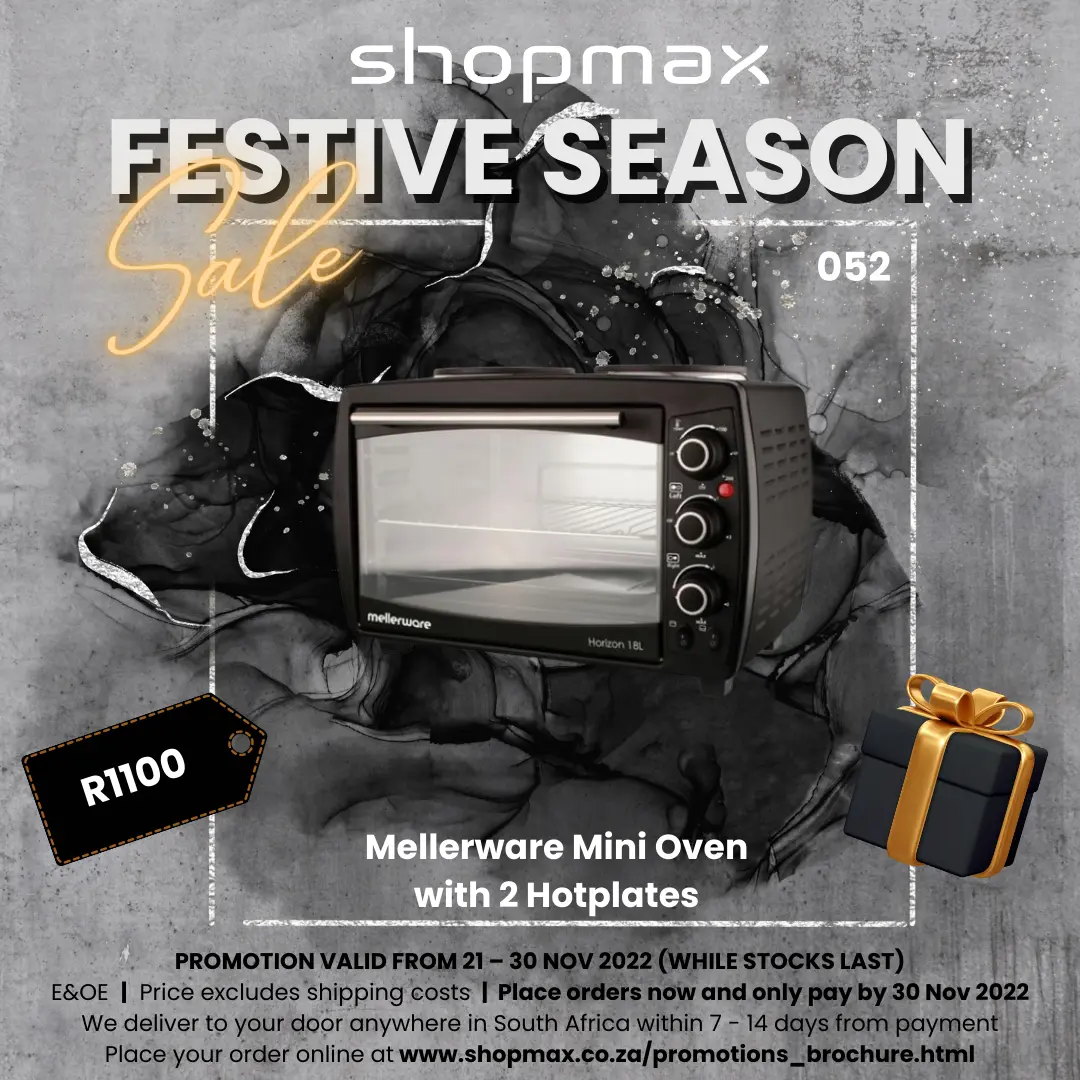 shopmax
FESTIVE SEASON
Sale
052
Left
Right
mellerware
Horizon 18L
R1100
Mellerware Mini Oven
with 2 Hotplates
PROMOTION VALID FROM 21 – 30 NOV 2022 (WHILE STOCKS LAST)
E&OE | Price excludes shipping costs | Place orders now and only pay by 30 Nov 2022
We deliver to your door anywhere in South Africa within 7 - 14 days from payment
Place your order online at www.shopmax.co.za/promotions_brochure.html